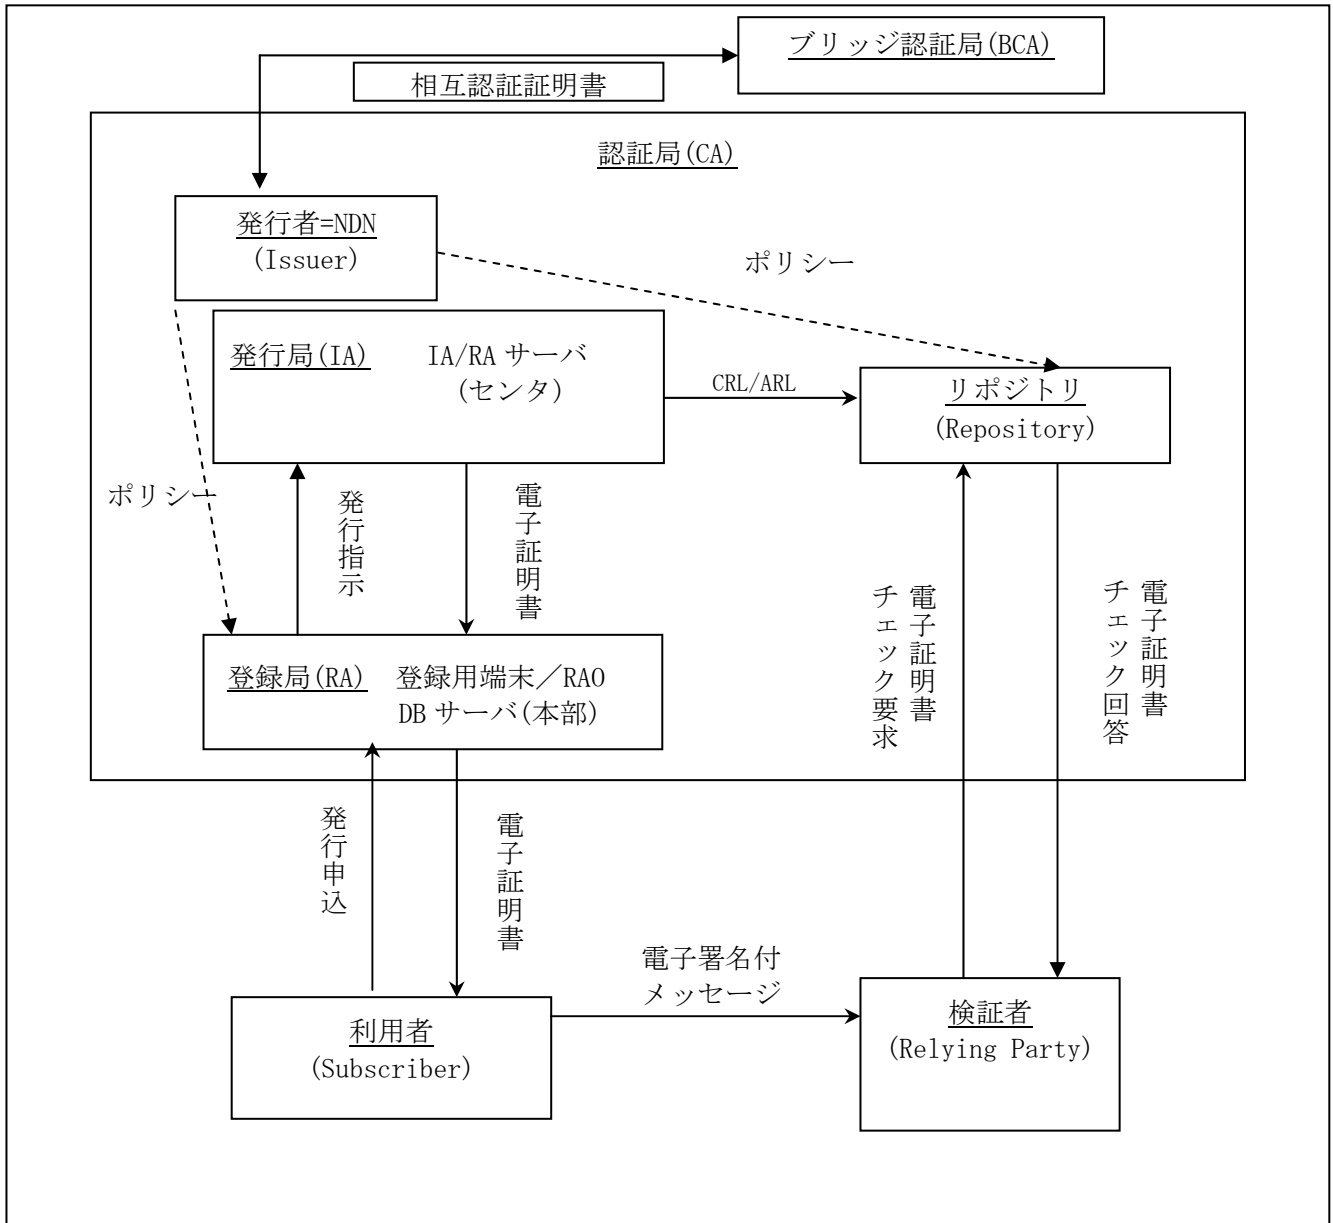 ブリッジ認証局(BCA)
相互認証証明書
認証局(CA)
発行者=NDN
(Issuer)
ポリシー
発行局(IA) IA/RA サーバ
(センタ)
CRL/ARL
リポジトリ
(Repository)
ポリシー
発行指示
電子証明書
電子証明書
チェック要求
電子証明書
チェック回答
登録局(RA) 登録用端末／RAO
DB サーバ(本部)
発行申込
電子証明書
電子署名付
メッセージ
利用者
(Subscriber)
検証者
(Relying Party)